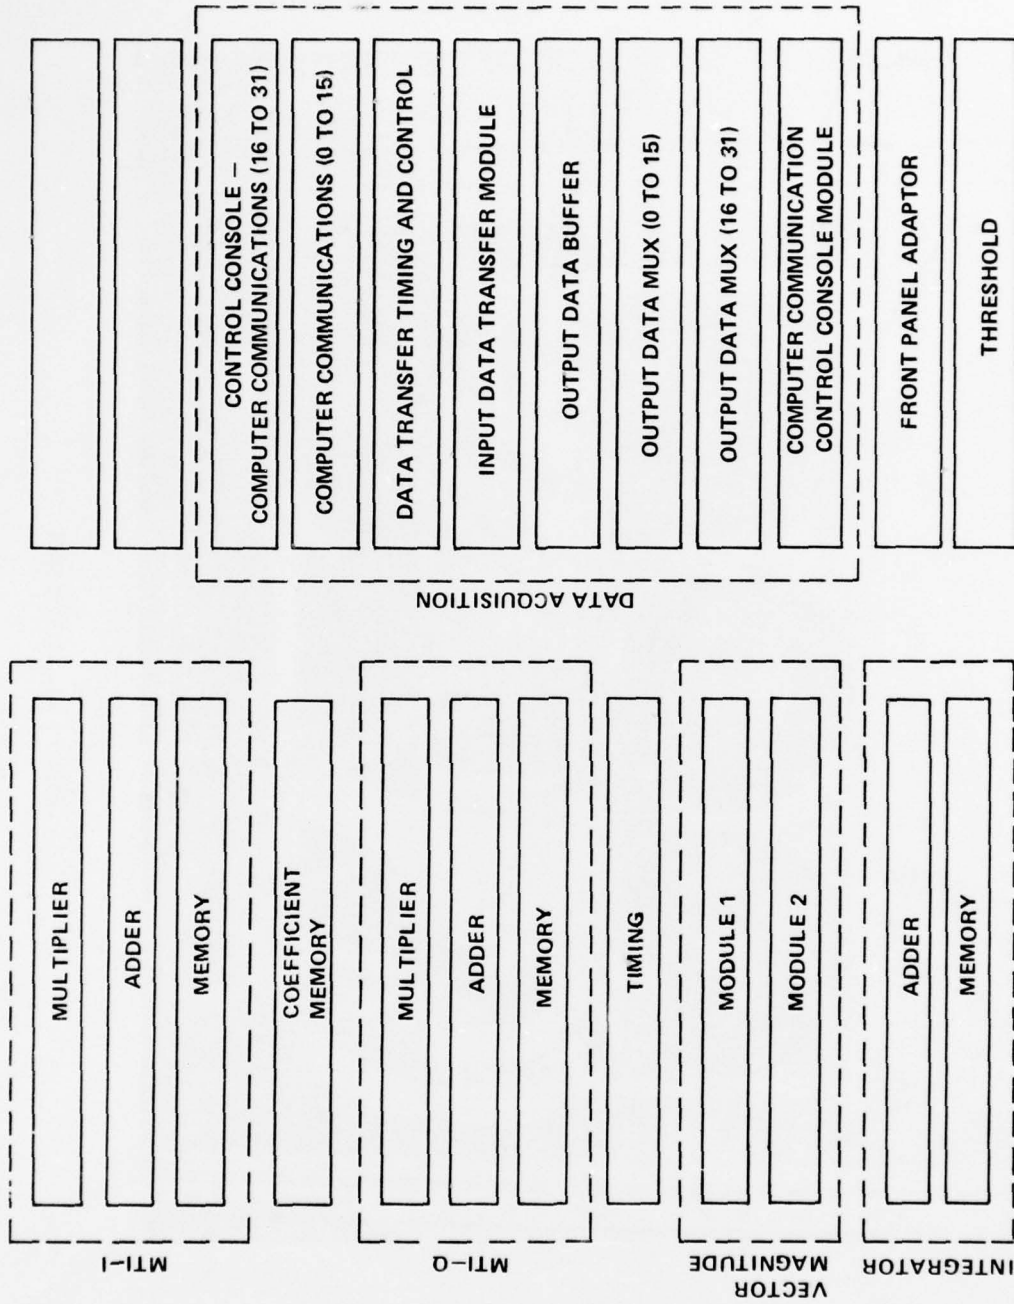 MTI-I
MULTIPLIER
ADDER
MEMORY
COEFFICIENT
MEMORY
MTI-Q
MULTIPLIER
ADDER
MEMORY
TIMING
VECTOR
MAGNITUDE
MODULE 1
MODULE 2
INTEGRATOR
ADDER
MEMORY
DATA ACQUISITION
CONTROL CONSOLE –
COMPUTER COMMUNICATIONS (16 TO 31)
COMPUTER COMMUNICATIONS (0 TO 15)
DATA TRANSFER TIMING AND CONTROL
INPUT DATA TRANSFER MODULE
OUTPUT DATA BUFFER
OUTPUT DATA MUX (0 TO 15)
OUTPUT DATA MUX (16 TO 31)
COMPUTER COMMUNICATION
CONTROL CONSOLE MODULE
FRONT PANEL ADAPTOR
THRESHOLD